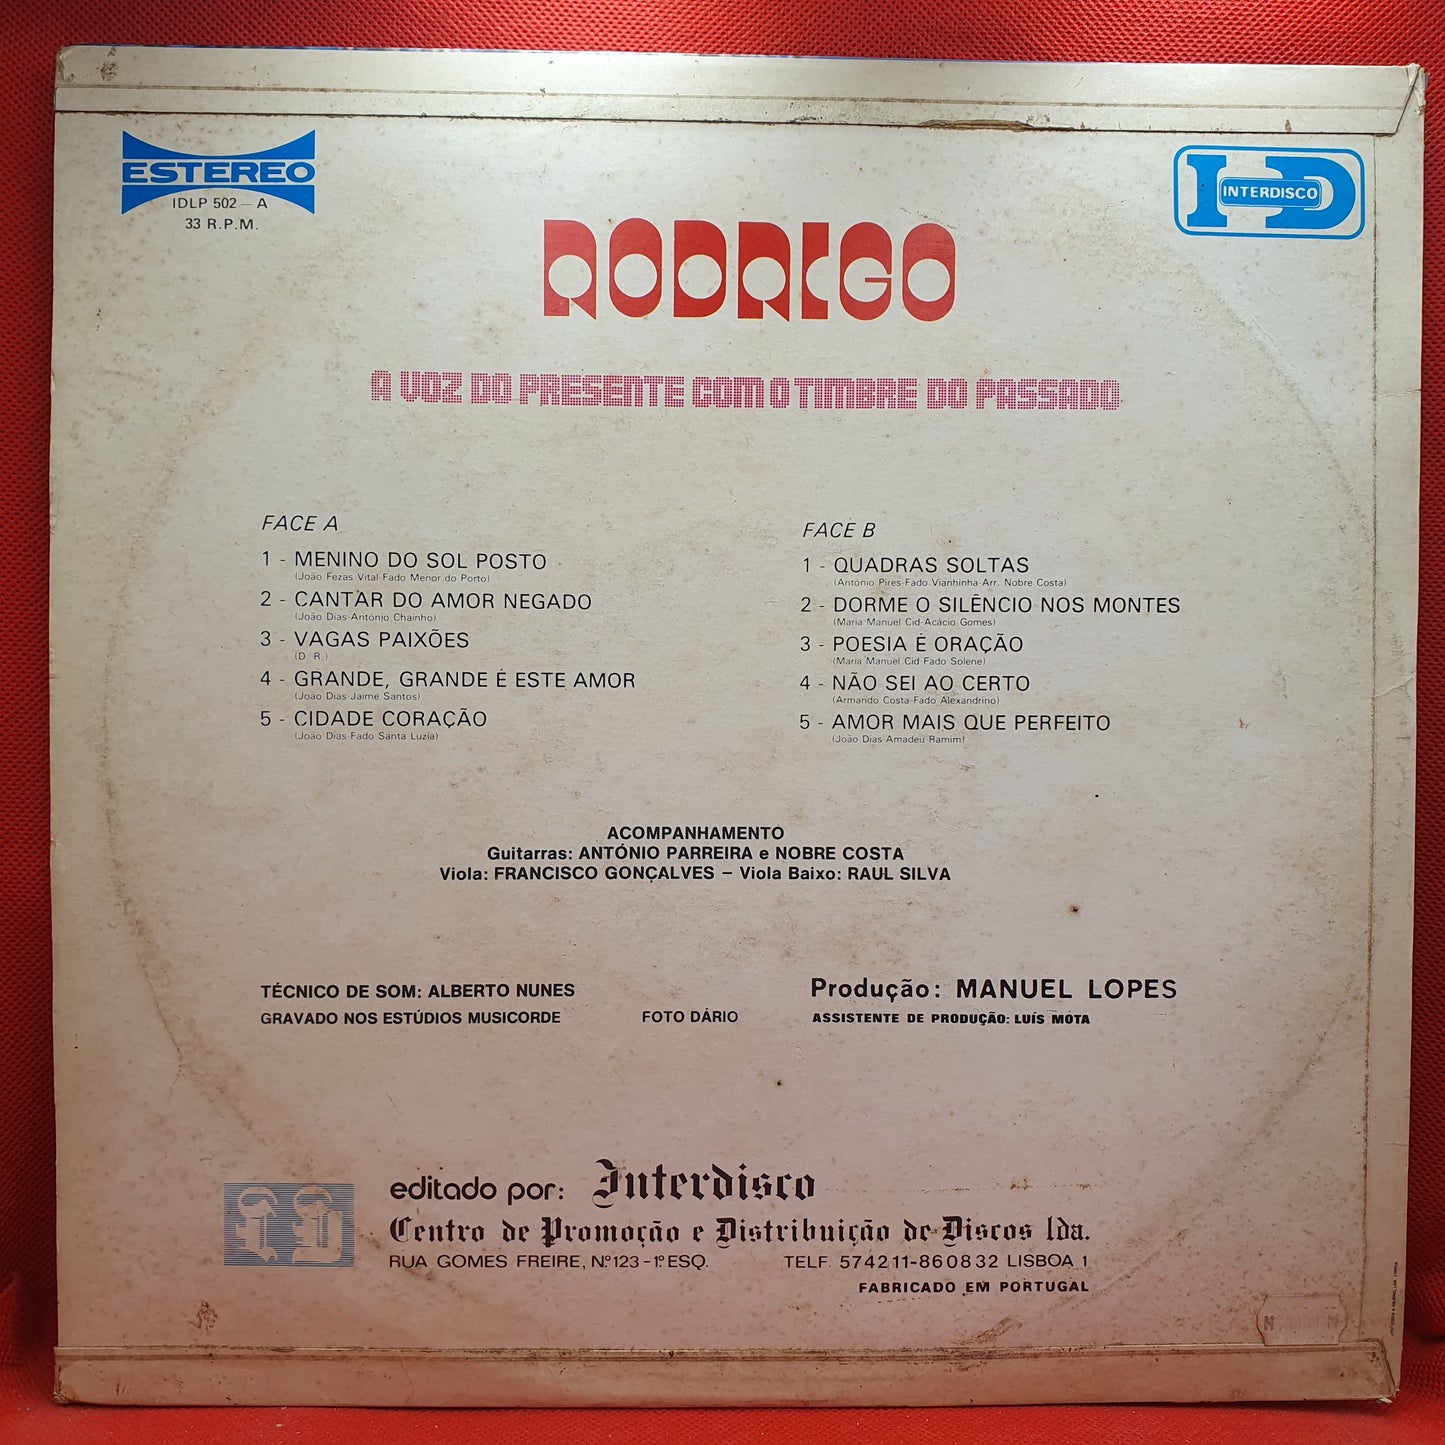 ESTEREO
IDLP 502 – A
33 R.P.M.
ID
INTERDISCO
RODRIGO
A VOZ DO PRESENTE COM O TIMBRE DO PASSADO
FACE A
1 - MENINO DO SOL POSTO
(João Fezas Vital-Fado Menor do Porto)
2 - CANTAR DO AMOR NEGADO
(João Dias-António Chainho)
3 - VAGAS PAIXÕES
(D. R.)
4 - GRANDE, GRANDE É ESTE AMOR
(João Dias-Jaime Santos)
5 - CIDADE CORAÇÃO
(João Dias-Fado Santa Luzia)
FACE B
1 - QUADRAS SOLTAS
(António Pires-Fado Vianhinha-Arr. Nobre Costa)
2 - DORME O SILÊNCIO NOS MONTES
(Maria Manuel Cid-Acácio Gomes)
3 - POESIA É ORAÇÃO
(Maria Manuel Cid-Fado Solene)
4 - NÃO SEI AO CERTO
(Armando Costa-Fado Alexandrino)
5 - AMOR MAIS QUE PERFEITO
(João Dias-Amadeu Ramim)
ACOMPANHAMENTO
Guitarras: ANTÓNIO PARREIRA e NOBRE COSTA
Viola: FRANCISCO GONÇALVES – Viola Baixo: RAUL SILVA
TÉCNICO DE SOM: ALBERTO NUNES
GRAVADO NOS ESTÚDIOS MUSICORDE
FOTO DÁRIO
Produção: MANUEL LOPES
ASSISTENTE DE PRODUÇÃO: LUÍS MOTA
editado por: Interdisco
Centro de Promoção e Distribuição de Discos lda.
RUA GOMES FREIRE, Nº 123 - 1º ESQ. TELF. 574211-860832 LISBOA 1
FABRICADO EM PORTUGAL